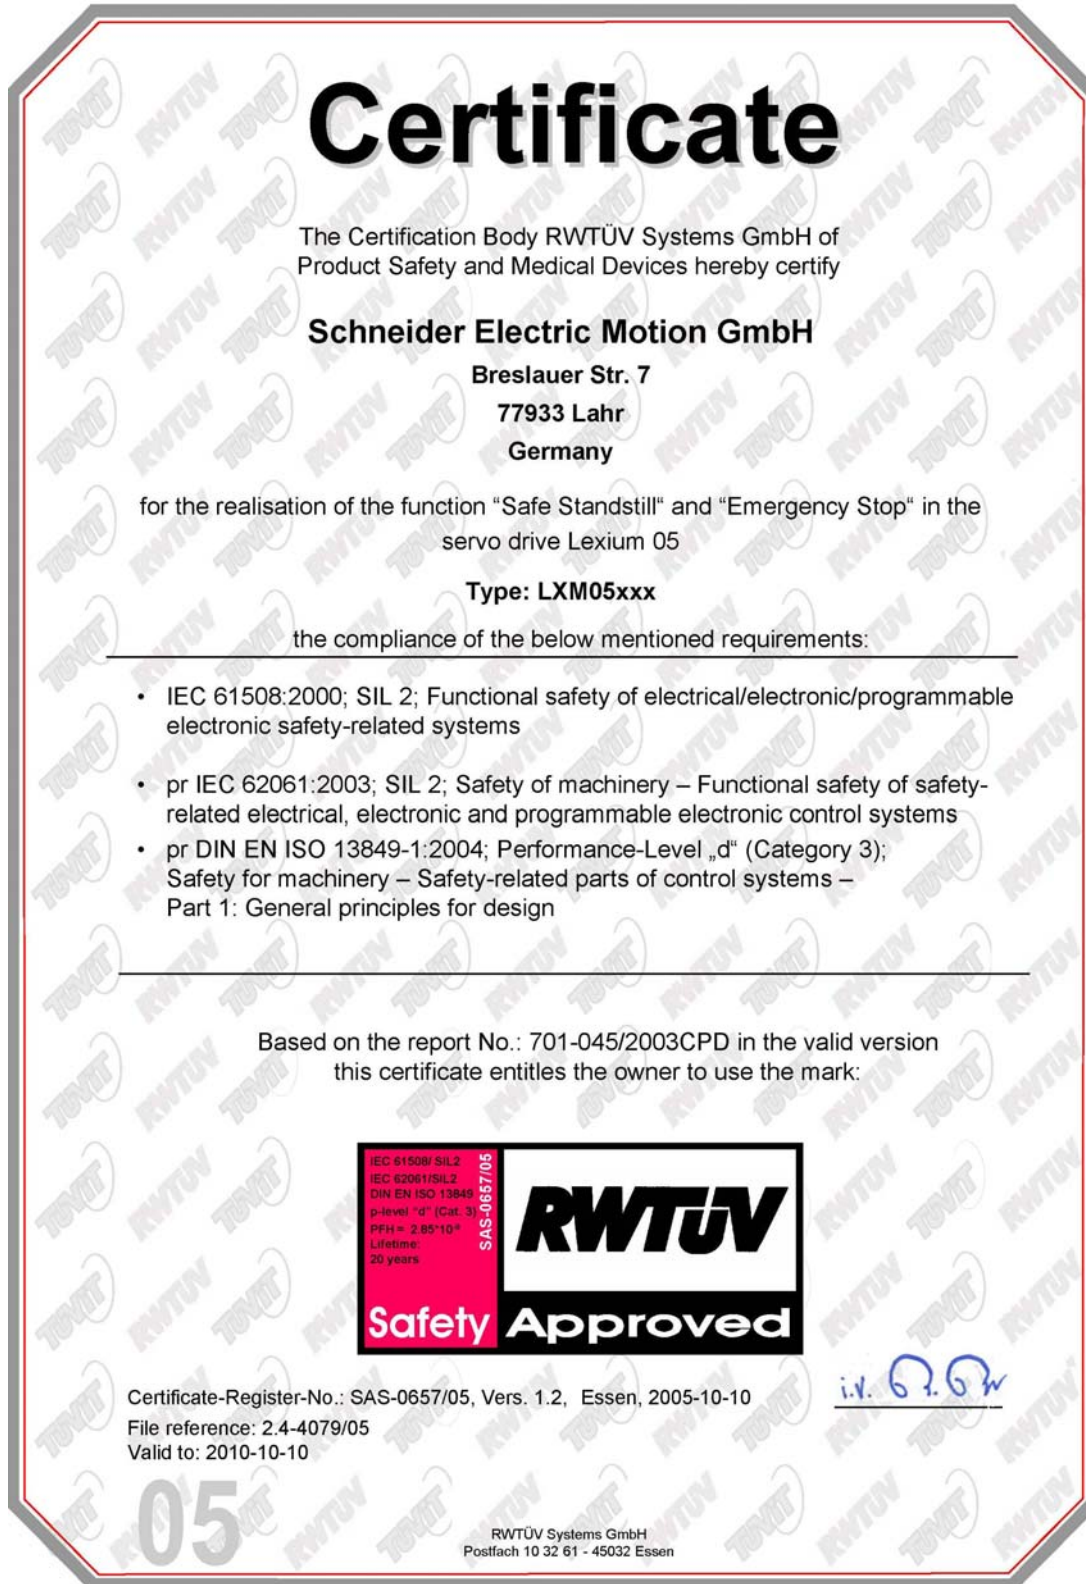 Certificate
The Certification Body RWTÜV Systems GmbH of
Product Safety and Medical Devices hereby certify
Schneider Electric Motion GmbH
Breslauer Str. 7
77933 Lahr
Germany
for the realisation of the function “Safe Standstill“ and “Emergency Stop“ in the
servo drive Lexium 05
Type: LXM05xxx
the compliance of the below mentioned requirements:
• IEC 61508:2000; SIL 2; Functional safety of electrical/electronic/programmable
electronic safety-related systems
• pr IEC 62061:2003; SIL 2; Safety of machinery – Functional safety of safety-
related electrical, electronic and programmable electronic control systems
• pr DIN EN ISO 13849-1:2004; Performance-Level „d“ (Category 3);
Safety for machinery – Safety-related parts of control systems –
Part 1: General principles for design
Based on the report No.: 701-045/2003CPD in the valid version
this certificate entitles the owner to use the mark:
IEC 61508/ SIL2
IEC 62061/SIL2
DIN EN ISO 13849
p-level "d" (Cat. 3)
PFH = 2.85*10
Lifetime:
20 years
SAS-0657/05
RWTÜV
Safety Approved
Certificate-Register-No.: SAS-0657/05, Vers. 1.2, Essen, 2005-10-10
i.V.
File reference: 2.4-4079/05
Valid to: 2010-10-10
05
RWTÜV Systems GmbH
Postfach 10 32 61 - 45032 Essen